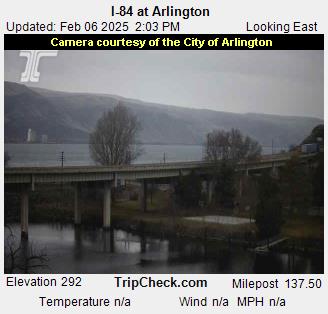 I-84 at Arlington
Updated: Feb 06 2025 2:03 PM Looking East
Camera courtesy of the City of Arlington
Elevation 292 TripCheck.com Milepost 137.50
Temperature n/a Wind n/a MPH n/a